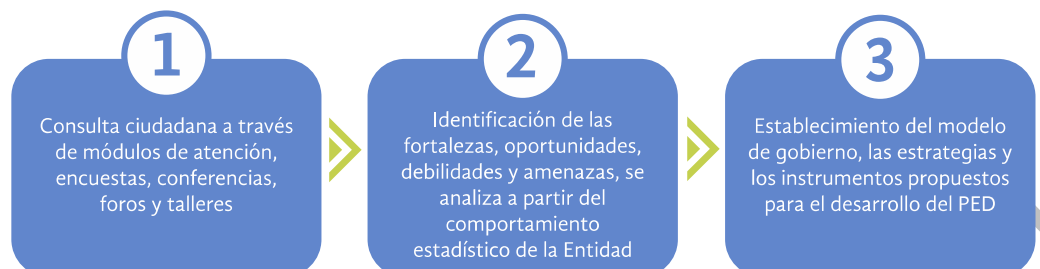 1
Consulta ciudadana a través
de módulos de atención,
encuestas, conferencias,
foros y talleres
2
Identificación de las
fortalezas, oportunidades,
debilidades y amenazas, se
analiza a partir del
comportamiento
estadístico de la Entidad
3
Establecimiento del modelo
de gobierno, las estrategias y
los instrumentos propuestos
para el desarrollo del PED